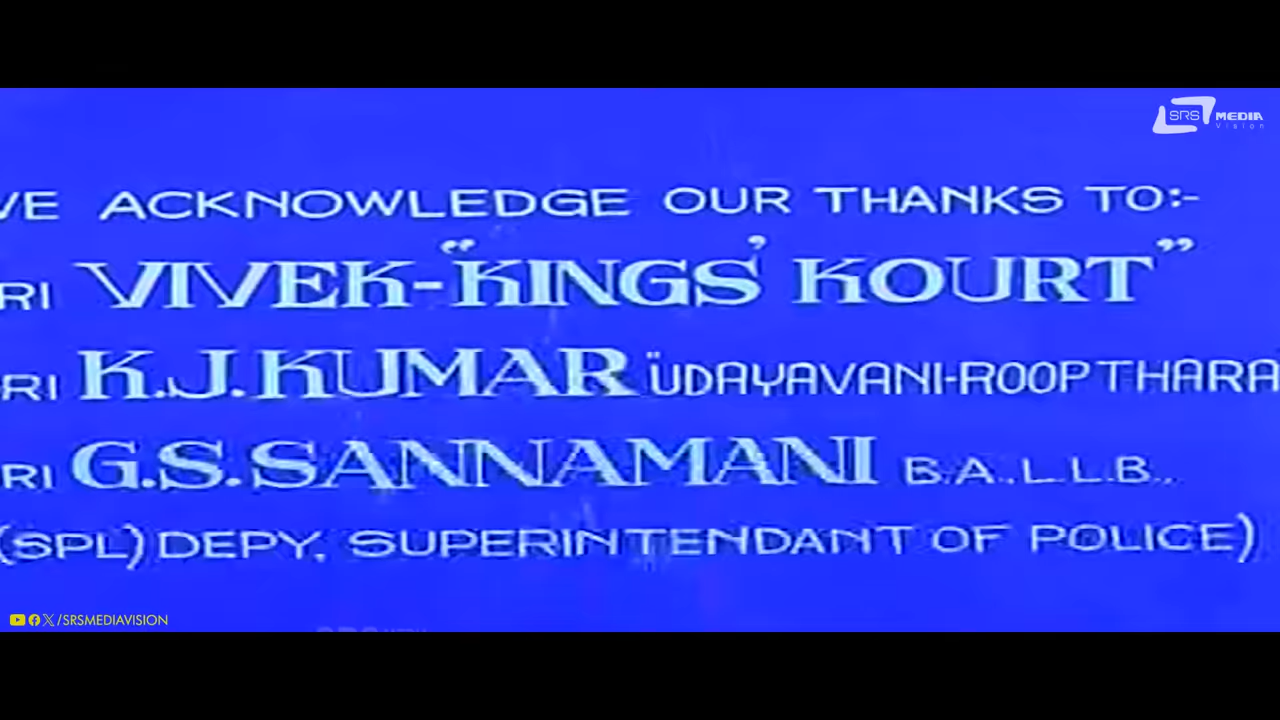 SRS MEDIA
Vision
VE ACKNOWLEDGE OUR THANKS TO:-
RI VIVEK-"KINGS' KOURT"
RI K.J.KUMAR ÜDAYAVANI-ROOPTHARA
RI G.S.SANNAMANI B.A.,L.L.B.,
(SPL) DEPY. SUPERINTENDANT OF POLICE)
/SRSMEDIAVISION